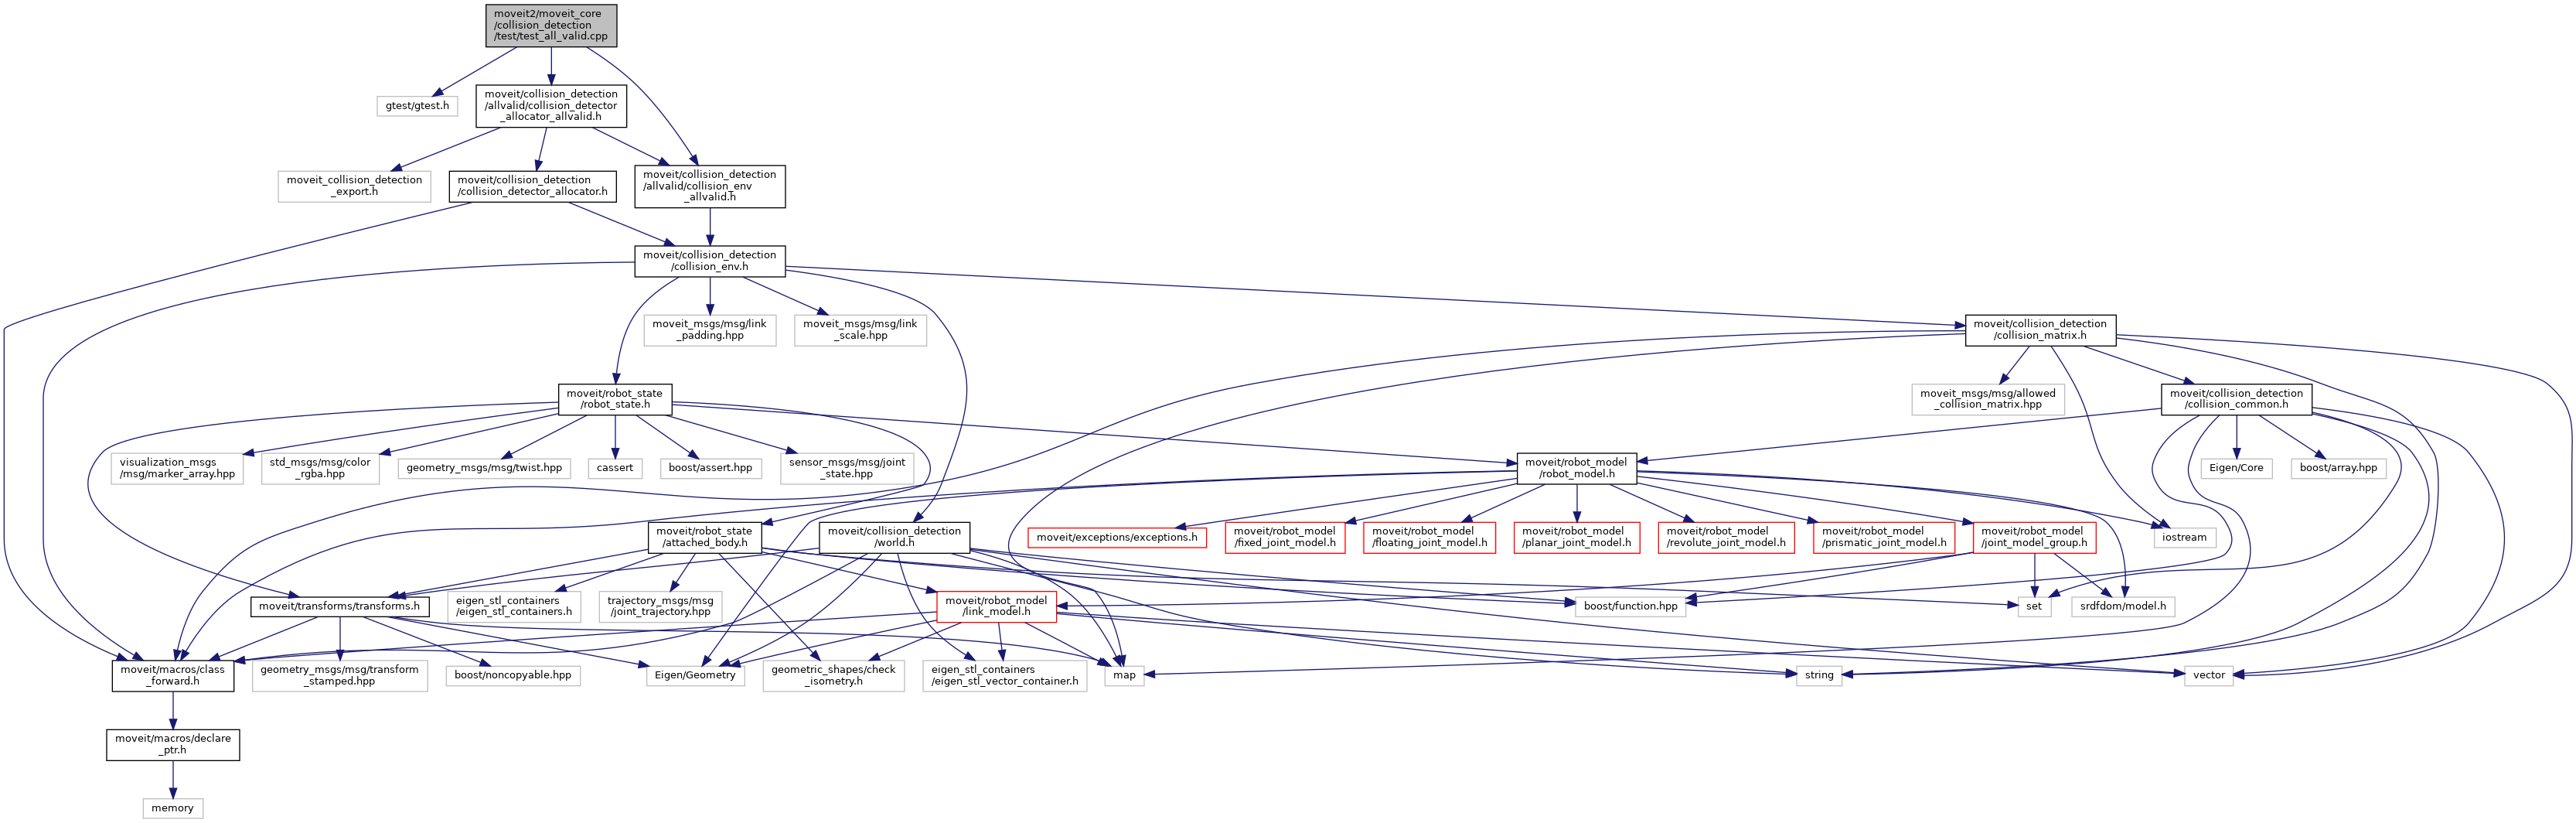 moveit2/moveit_core
/collision_detection
/test/test_all_valid.cpp
gtest/gtest.h
moveit/collision_detection
/allvalid/collision_detector
_allocator_allvalid.h
moveit_collision_detection
_export.h
moveit/collision_detection
/collision_detector_allocator.h
moveit/collision_detection
/allvalid/collision_env
_allvalid.h
moveit/collision_detection
/collision_env.h
moveit_msgs/msg/link
_padding.hpp
moveit_msgs/msg/link
_scale.hpp
moveit/collision_detection
/collision_matrix.h
moveit/robot_state
/robot_state.h
moveit_msgs/msg/allowed
_collision_matrix.hpp
moveit/collision_detection
/collision_common.h
visualization_msgs
/msg/marker_array.hpp
std_msgs/msg/color
_rgba.hpp
geometry_msgs/msg/twist.hpp
cassert
boost/assert.hpp
sensor_msgs/msg/joint
_state.hpp
moveit/robot_model
/robot_model.h
Eigen/Core
boost/array.hpp
moveit/robot_state
/attached_body.h
moveit/collision_detection
/world.h
moveit/exceptions/exceptions.h
moveit/robot_model
/fixed_joint_model.h
moveit/robot_model
/floating_joint_model.h
moveit/robot_model
/planar_joint_model.h
moveit/robot_model
/revolute_joint_model.h
moveit/robot_model
/prismatic_joint_model.h
moveit/robot_model
/joint_model_group.h
iostream
moveit/transforms/transforms.h
eigen_stl_containers
/eigen_stl_containers.h
trajectory_msgs/msg
/joint_trajectory.hpp
moveit/robot_model
/link_model.h
boost/function.hpp
set
srdfdom/model.h
moveit/macros/class
_forward.h
geometry_msgs/msg/transform
_stamped.hpp
boost/noncopyable.hpp
Eigen/Geometry
geometric_shapes/check
_isometry.h
eigen_stl_containers
/eigen_stl_vector_container.h
map
string
vector
moveit/macros/declare
_ptr.h
memory